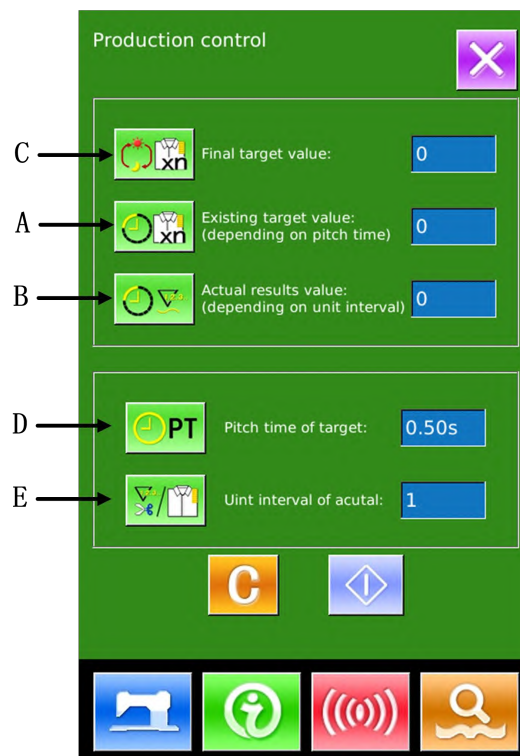 Production control
C
xn
Final target value:
0
A
xn
Existing target value:
(depending on pitch time)
0
B
Actual results value:
(depending on unit interval)
0
D
PT
Pitch time of target:
0.50s
E
Uint interval of acutal:
1
C